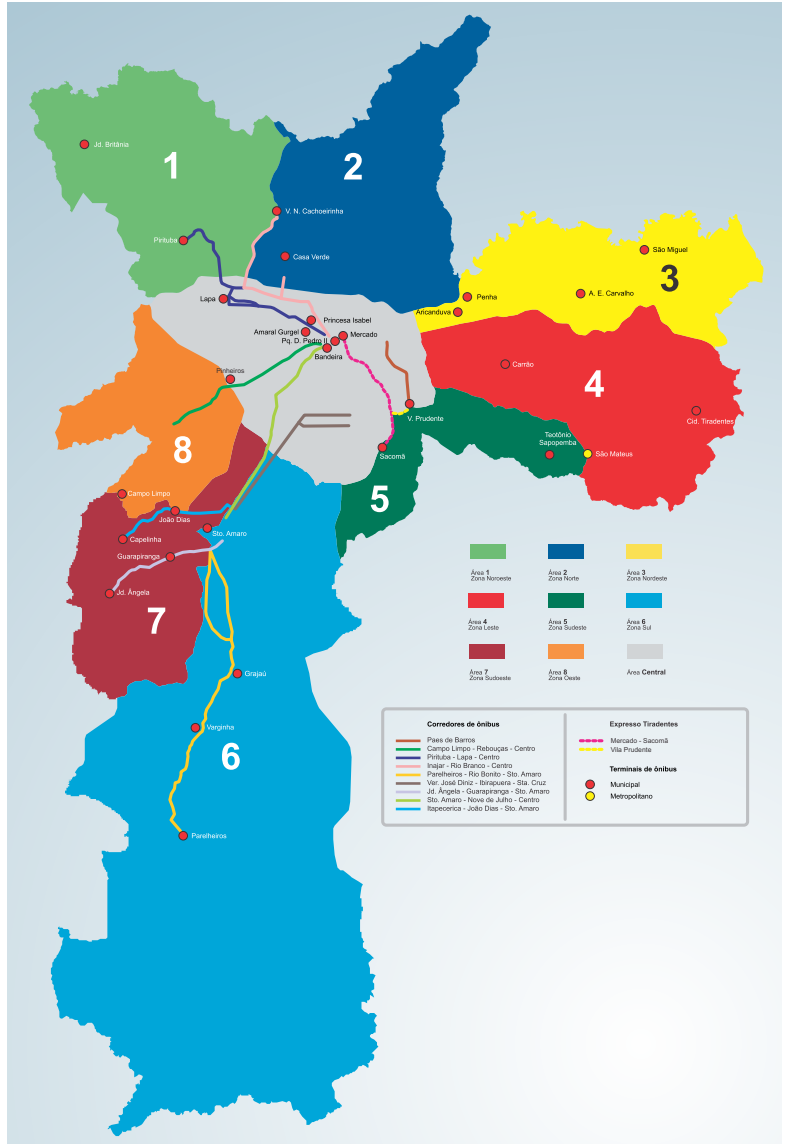 Jd. Britânia
1
2
V. N. Cachoeirinha
Pirituba
Casa Verde
São Miguel
3
Penha
A. E. Carvalho
Lapa
Aricanduva
Princesa Isabel
Amaral Gurgel
Mercado
Pq. D. Pedro II
Bandeira
Carrão
Pinheiros
4
V. Prudente
Cid. Tiradentes
8
Teotônio
Sapopemba
São Mateus
Sacomã
5
Campo Limpo
João Dias
Sto. Amaro
Capelinha
Guarapiranga
Jd. Ângela
7
Grajaú
Varginha
6
Parelheiros
Área 1
Zona Noroeste
Área 2
Zona Norte
Área 3
Zona Nordeste
Área 4
Zona Leste
Área 5
Zona Sudeste
Área 6
Zona Sul
Área 7
Zona Sudoeste
Área 8
Zona Oeste
Área Central
Corredores de ônibus
Paes de Barros
Campo Limpo - Rebouças - Centro
Pirituba - Lapa - Centro
Inajar - Rio Branco - Centro
Parelheiros - Rio Bonito - Sto. Amaro
Ver. José Diniz - Ibirapuera - Sta. Cruz
Jd. Ângela - Guarapiranga - Sto. Amaro
Sto. Amaro - Nove de Julho - Centro
Itapecerica - João Dias - Sto. Amaro
Expresso Tiradentes
Mercado - Sacomã
Vila Prudente
Terminais de ônibus
Municipal
Metropolitano